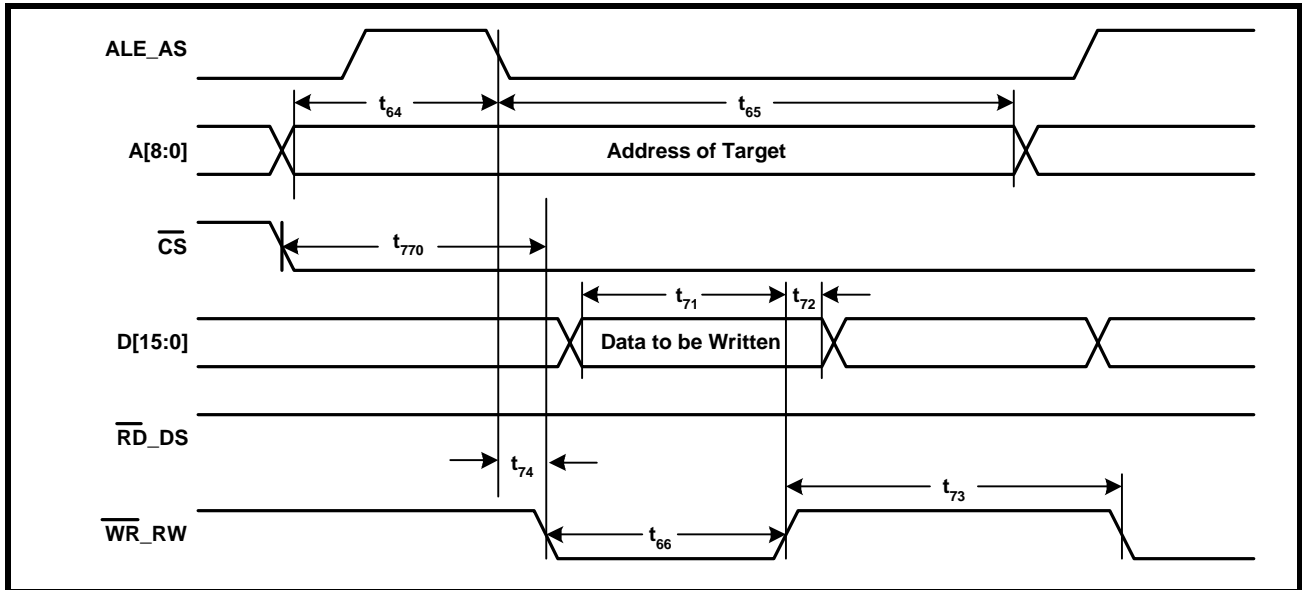 ALE_AS
t64
t65
A[8:0]
Address of Target
CS
t770
t71
t72
D[15:0]
Data to be Written
RD_DS
t74
t73
WR_RW
t66